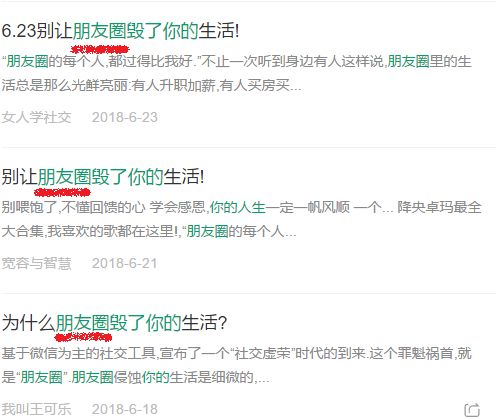 6.23别让朋友圈毁了你的生活!
“朋友圈的每个人,都过得比我好.”不止一次听到身边有人这样说,朋友圈里的生
活总是那么光鲜亮丽:有人升职加薪,有人买房买...
女人学社交 2018-6-23
别让朋友圈毁了你的生活!
别喂饱了,不懂回馈的心 学会感恩,你的人生一定一帆风顺 一个... 降央卓玛最全
大合集,我喜欢的歌都在这里!,“朋友圈的每个人...
宽容与智慧 2018-6-21
为什么朋友圈毁了你的生活?
基于微信为主的社交工具,宣布了一个“社交虚荣”时代的到来.这个罪魁祸首,就
是“朋友圈”.朋友圈侵蚀你的生活是细微的,...
我叫王可乐 2018-6-18